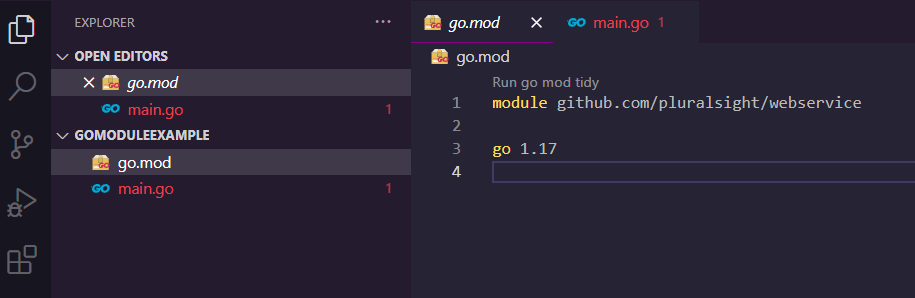 EXPLORER
OPEN EDITORS
go.mod
GO main.go 1
GOMODULEEXAMPLE
go.mod
GO main.go 1
go.mod
GO main.go 1
go.mod
Run go mod tidy
1 module github.com/pluralsight/webservice
2
3 go 1.17
4